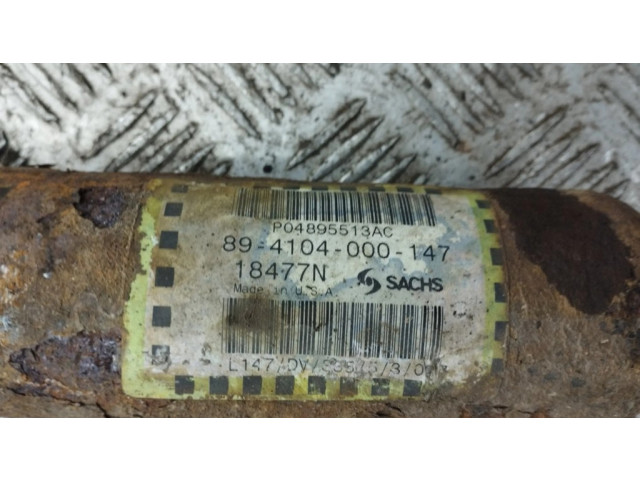 P04895513AC
89-4104-000-147
18477N
Made in U.S.A. SACHS